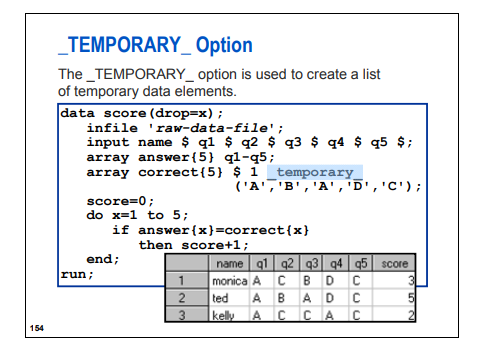 _TEMPORARY_ Option
The _TEMPORARY_ option is used to create a list
of temporary data elements.
data score(drop=x);
infile 'raw-data-file';
input name $ q1 $ q2 $ q3 $ q4 $ q5 $;
array answer{5} q1-q5;
array correct{5} $ 1 _temporary_
('A','B','A','D','C');
score=0;
do x=1 to 5;
if answer{x}=correct{x}
then score+1;
end;
run;
name q1 q2 q3 q4 q5 score
1 monica A C B D C 3
2 ted A B A D C 5
3 kelly A C C A C 2
154